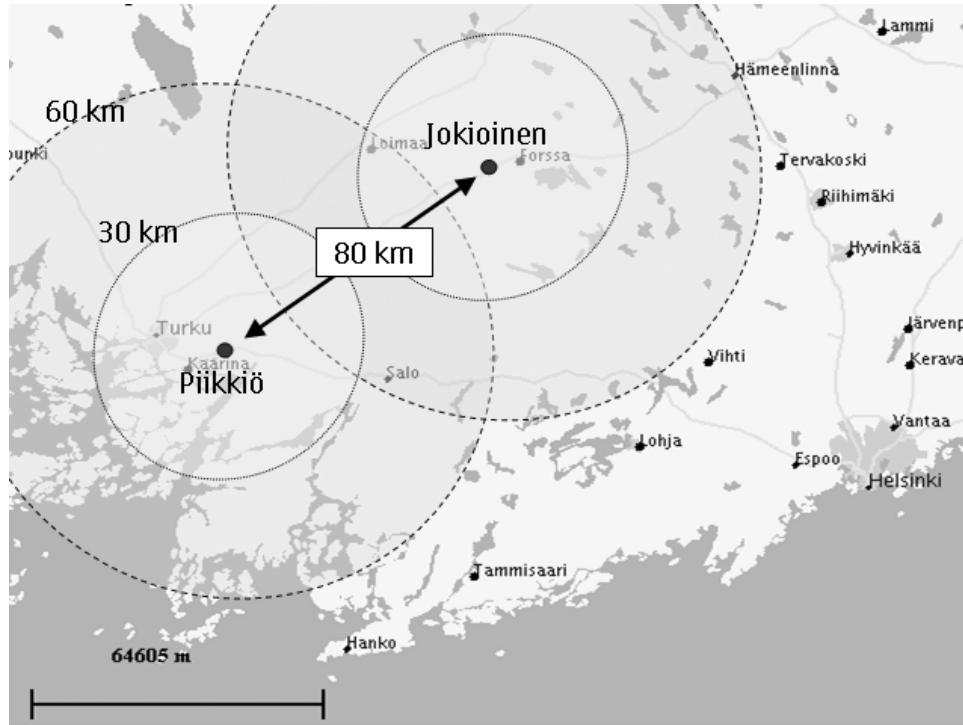 Lammi
Hämeenlinna
60 km
Jokioinen
Loimaa
Forssa
ounki
Tervakoski
Riihimäki
30 km
80 km
Hyvinkää
Turku
Järvenp
Kaarina
Piikkiö
Salo
Vihti
Kerava
Vantaa
Lohja
Espoo
Helsinki
Tammisaari
Hanko
64605 m